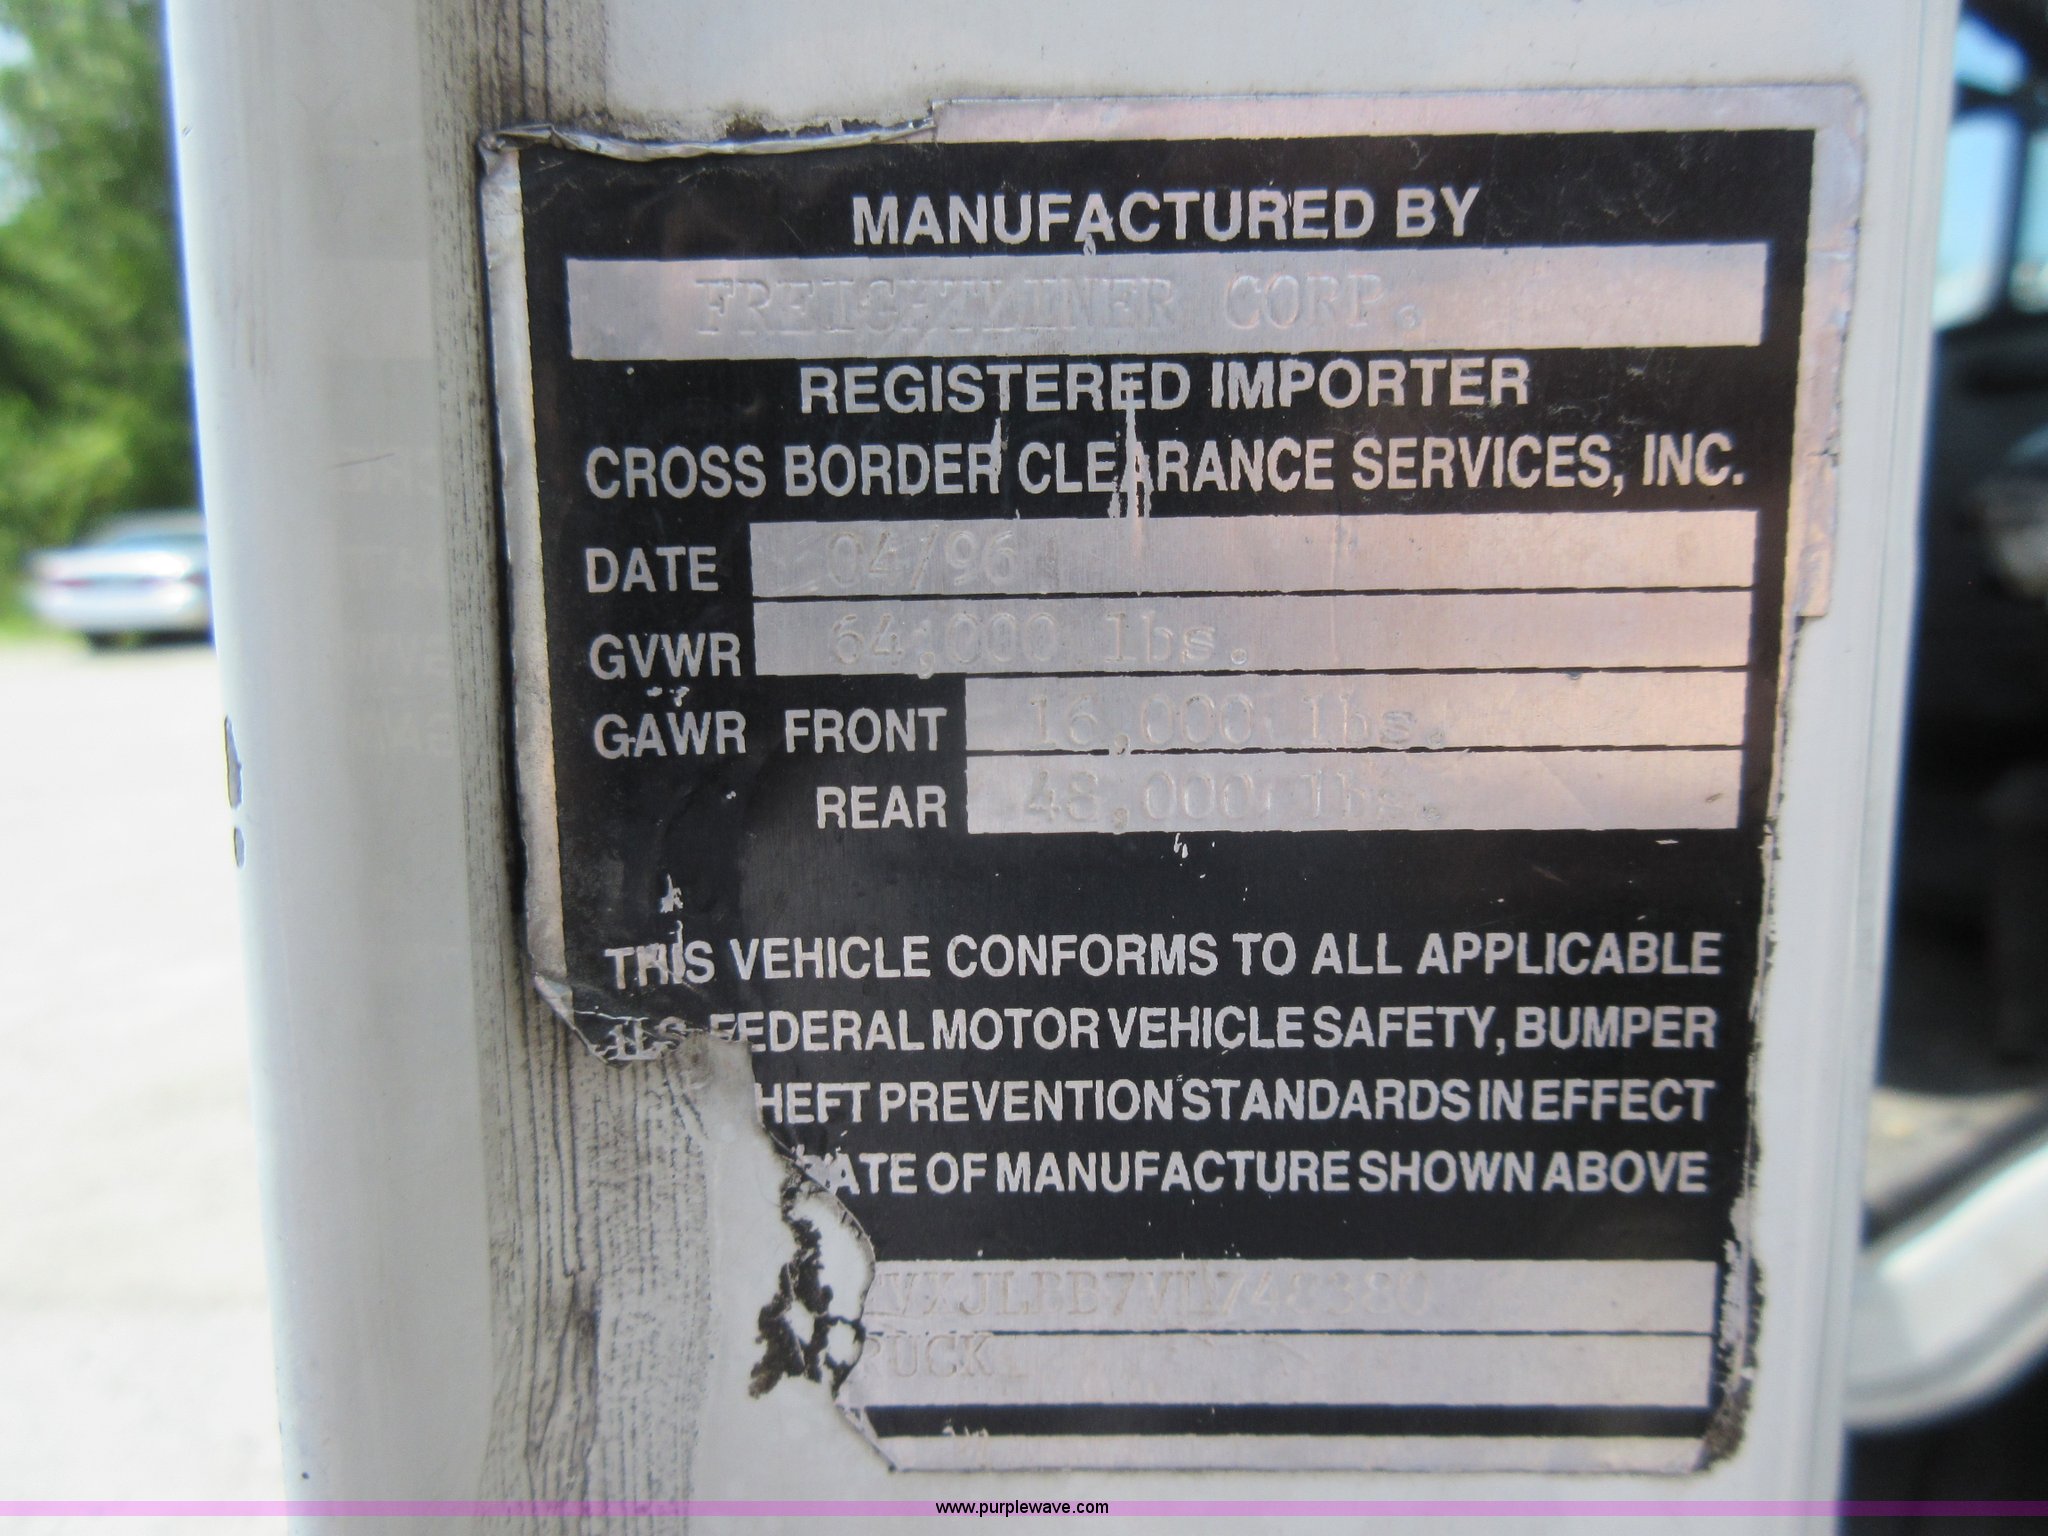 MANUFACTURED BY
FREIGHTLINER CORP.
REGISTERED IMPORTER
CROSS BORDER CLEARANCE SERVICES, INC.
DATE 04/96
GVWR 64,000 lbs.
GAWR FRONT 16,000 lbs.
REAR 48,000 lbs.
THIS VEHICLE CONFORMS TO ALL APPLICABLE
FEDERAL MOTOR VEHICLE SAFETY, BUMPER
HEFT PREVENTION STANDARDS IN EFFECT
ATE OF MANUFACTURE SHOWN ABOVE
RUCK
www.purplewave.com